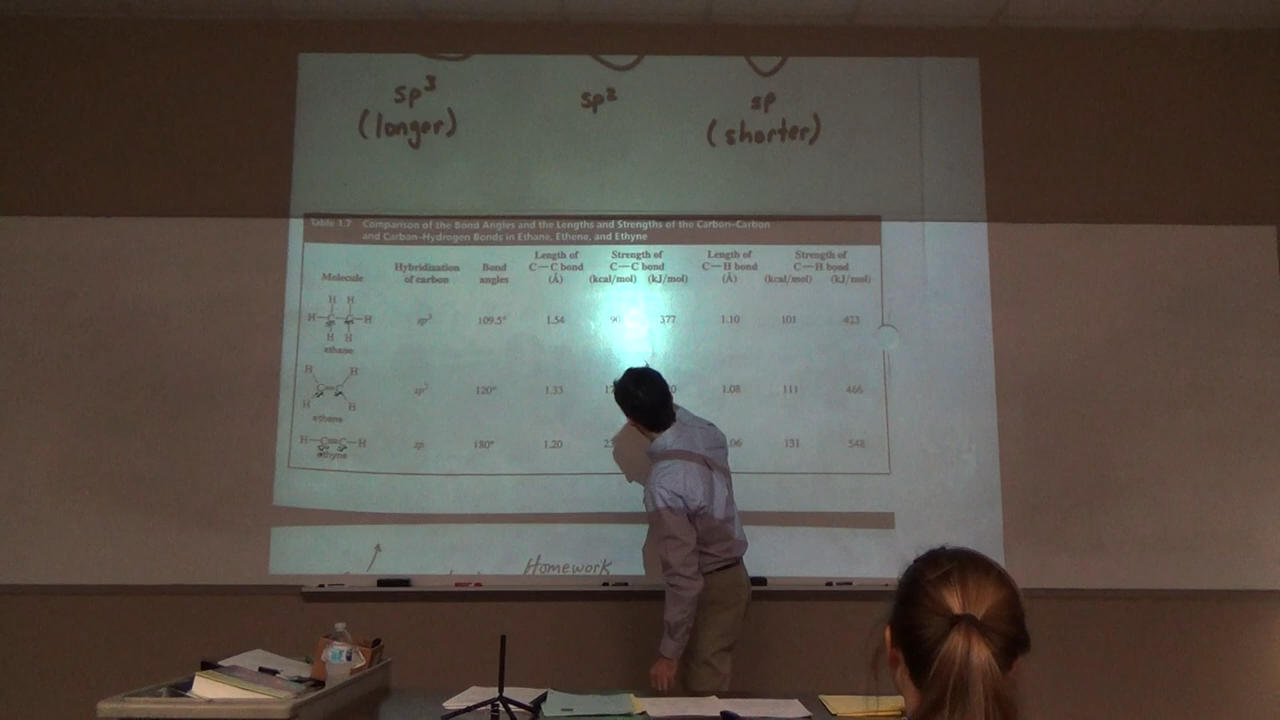 sp³ sp² sp
(longer) (shorter)
Table 1.7 Comparison of the Bond Angles and the Lengths and Strengths of the Carbon–Carbon
and Carbon–Hydrogen Bonds in Ethane, Ethene, and Ethyne
Length of Strength of Length of Strength of
Hybridization Bond C—C bond C—C bond C—H bond C—H bond
Molecule of carbon angles (Å) (kcal/mol) (kJ/mol) (Å) (kcal/mol) (kJ/mol)
H H
H—C—C—H sp³ 109.5° 1.54 90 377 1.10 101 423
H H
ethane
H H
C=C sp² 120° 1.33 1.08 111 466
H H
ethene
H—C≡C—H sp 180° 1.20 .06 131 548
ethyne
Homework